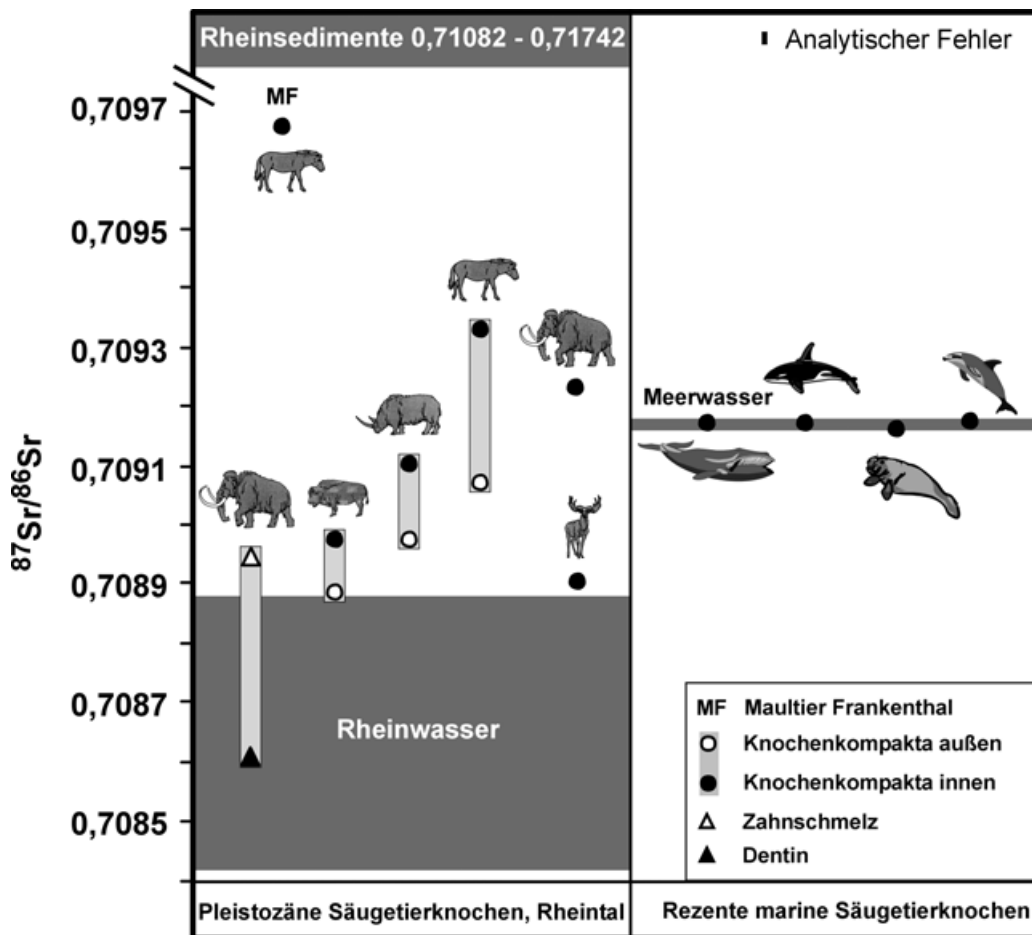 Rheinsedimente 0,71082 - 0,71742
Analytischer Fehler
MF
0,7097
0,7095
0,7093
0,7091
0,7089
0,7087
0,7085
87Sr/86Sr
Meerwasser
Rheinwasser
MF Maultier Frankenthal
Knochenkompakta außen
Knochenkompakta innen
Zahnschmelz
Dentin
Pleistozäne Säugetierknochen, Rheintal
Rezente marine Säugetierknochen